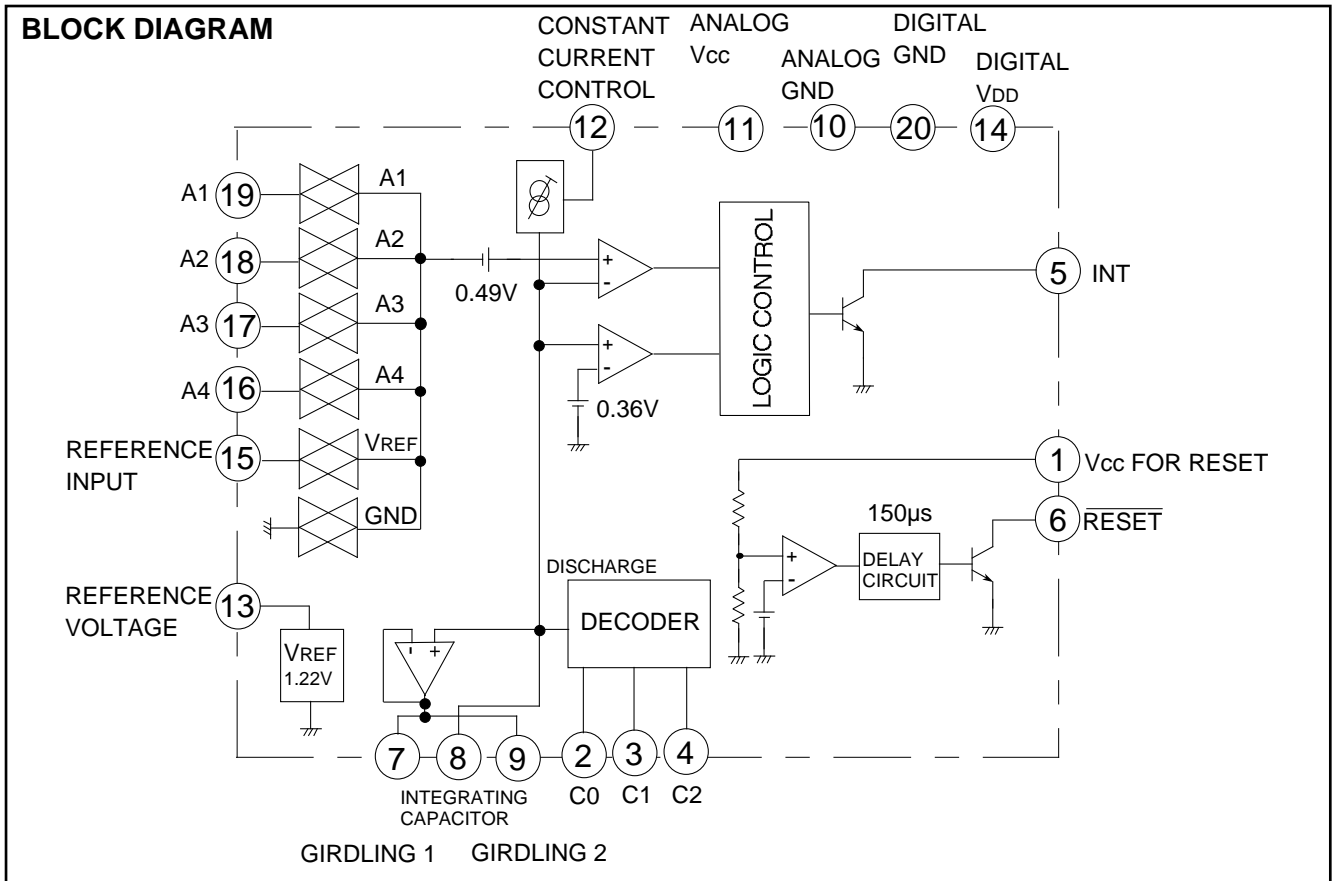 BLOCK DIAGRAM
CONSTANT
CURRENT
CONTROL
ANALOG
Vcc
ANALOG
GND
DIGITAL
GND
DIGITAL
VDD
12
11
10
20
14
A1 19 A1
A2 18 A2
A3 17 A3
A4 16 A4
REFERENCE
INPUT
15
VREF
GND
0.49V
+
-
+
-
0.36V
LOGIC CONTROL
5 INT
1 Vcc FOR RESET
6 RESET
150µs
+
-
DELAY
CIRCUIT
REFERENCE
VOLTAGE
13
VREF
1.22V
- +
DISCHARGE
DECODER
7 8 9 2 3 4
INTEGRATING
CAPACITOR
C0 C1 C2
GIRDLING 1 GIRDLING 2